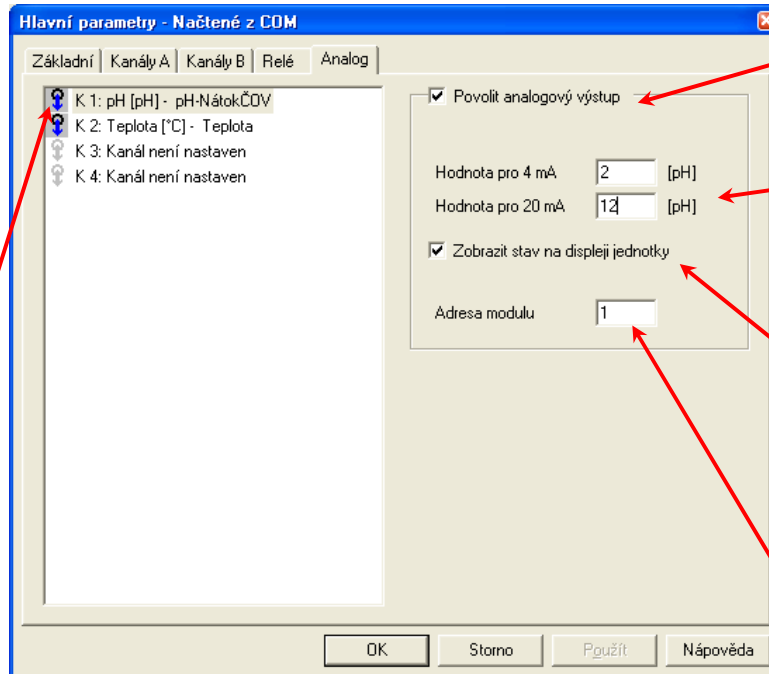 Hlavní parametry - Načtené z COM
Základní Kanály A Kanály B Relé Analog
K 1: pH [pH] - pH-NátokČOV
K 2: Teplota [°C] - Teplota
K 3: Kanál není nastaven
K 4: Kanál není nastaven
Povolit analogový výstup
Hodnota pro 4 mA 2 [pH]
Hodnota pro 20 mA 12 [pH]
Zobrazit stav na displeji jednotky
Adresa modulu 1
OK Storno Použít Nápověda